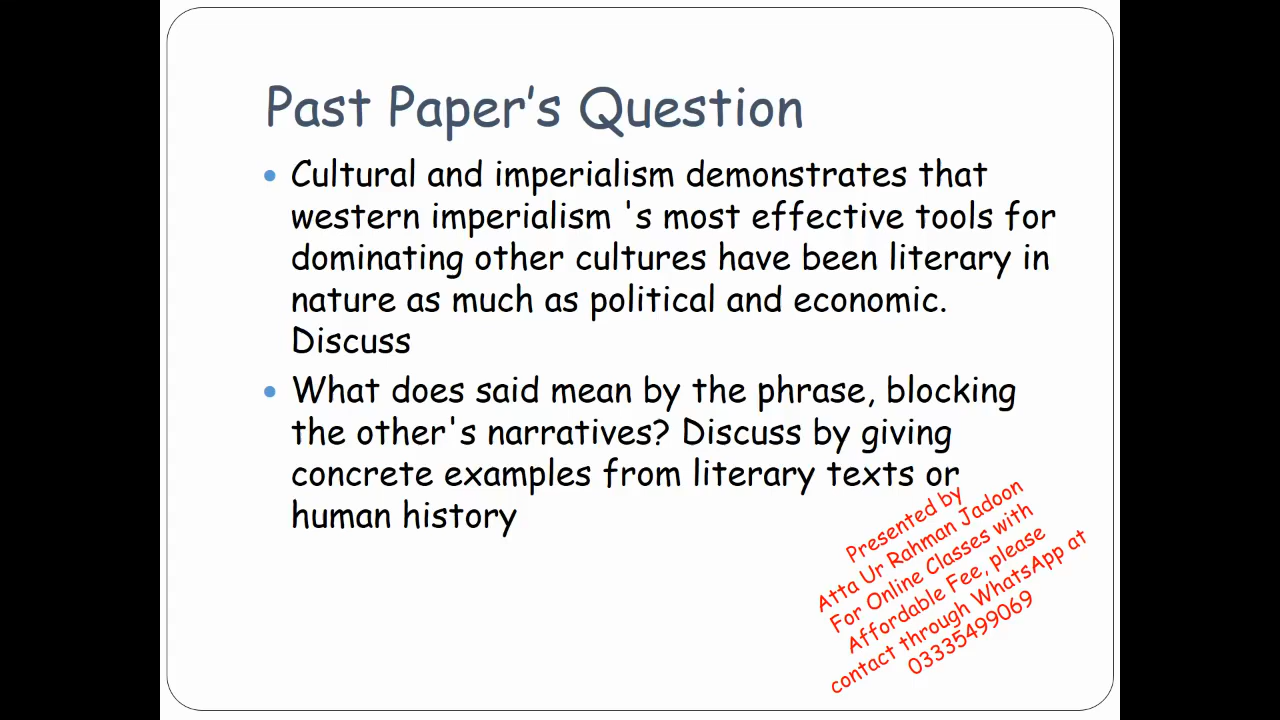 Past Paper's Question
• Cultural and imperialism demonstrates that
western imperialism 's most effective tools for
dominating other cultures have been literary in
nature as much as political and economic.
Discuss
• What does said mean by the phrase, blocking
the other's narratives? Discuss by giving
concrete examples from literary texts or
human history
Presented by
Atta Ur Rahman Jadoon
For Online Classes with
Affordable Fee, please
contact through WhatsApp at
03335499069